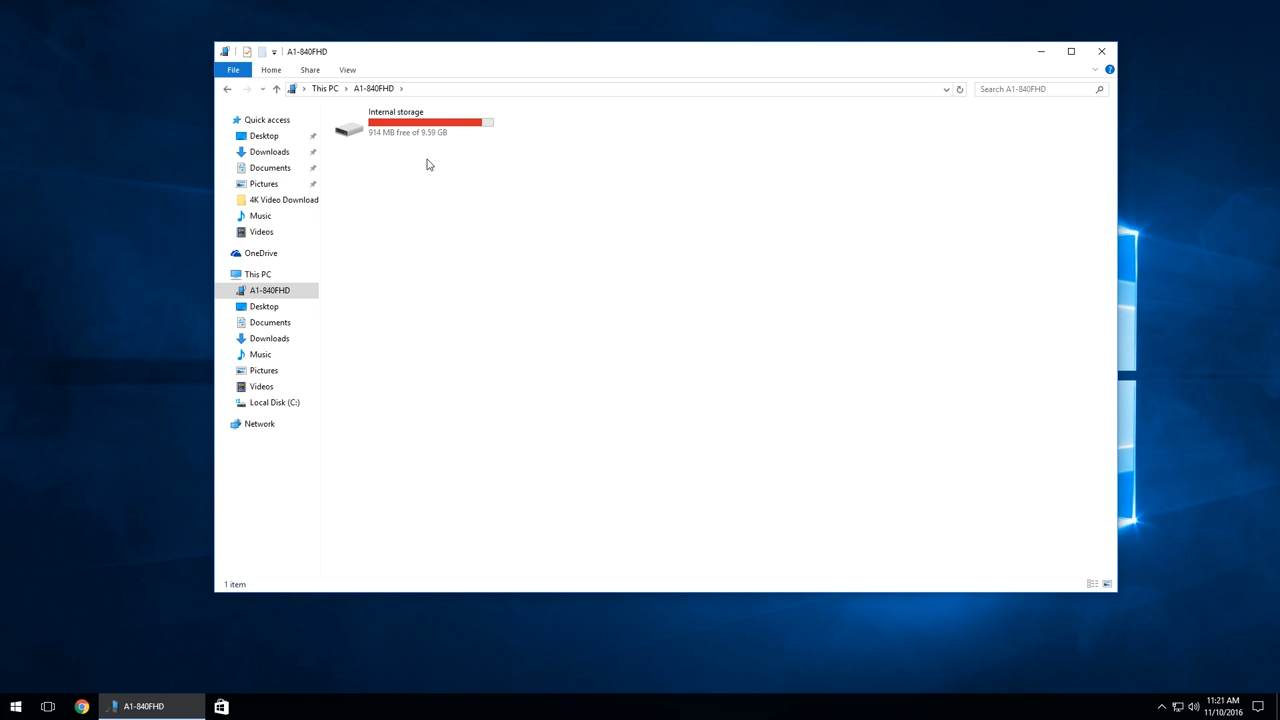 A1-840FHD
File Home Share View
This PC A1-840FHD Search A1-840FHD
Internal storage
914 MB free of 9.59 GB
Quick access
Desktop
Downloads
Documents
Pictures
4K Video Download
Music
Videos
OneDrive
This PC
A1-840FHD
Desktop
Documents
Downloads
Music
Pictures
Videos
Local Disk (C:)
Network
1 item
A1-840FHD
11:21 AM
11/10/2016